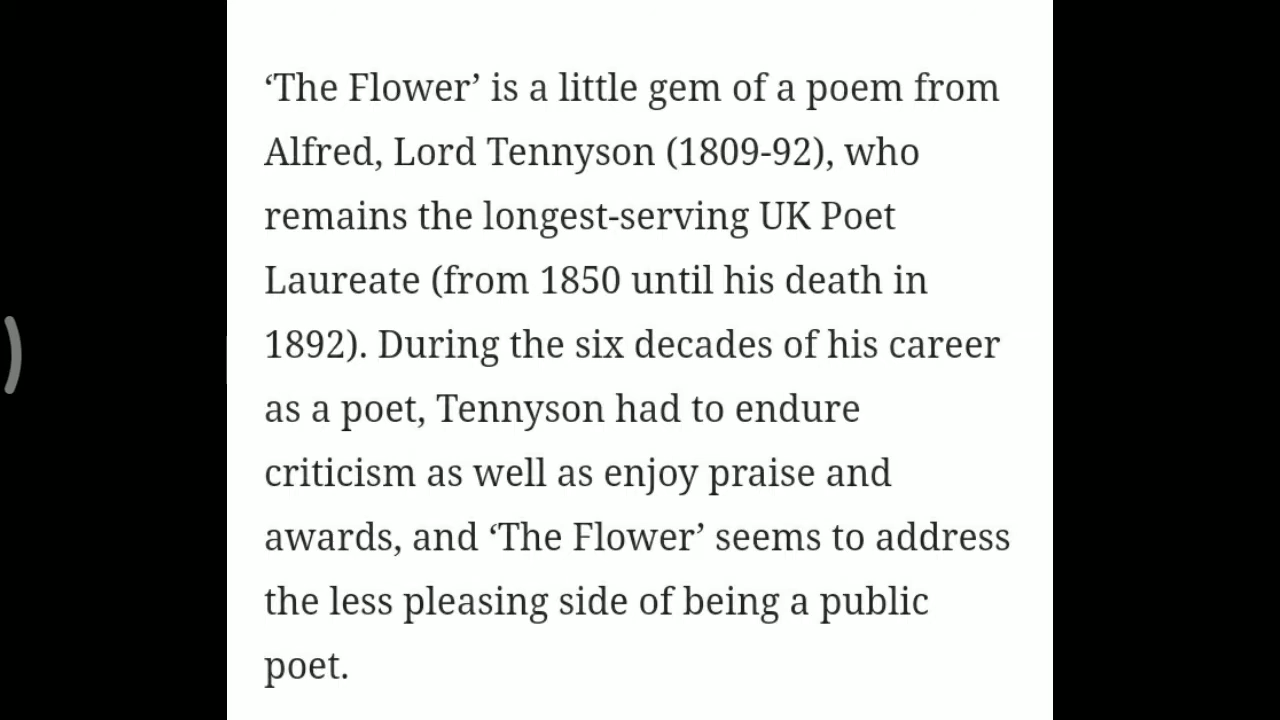 ‘The Flower’ is a little gem of a poem from
Alfred, Lord Tennyson (1809-92), who
remains the longest-serving UK Poet
Laureate (from 1850 until his death in
1892). During the six decades of his career
as a poet, Tennyson had to endure
criticism as well as enjoy praise and
awards, and ‘The Flower’ seems to address
the less pleasing side of being a public
poet.